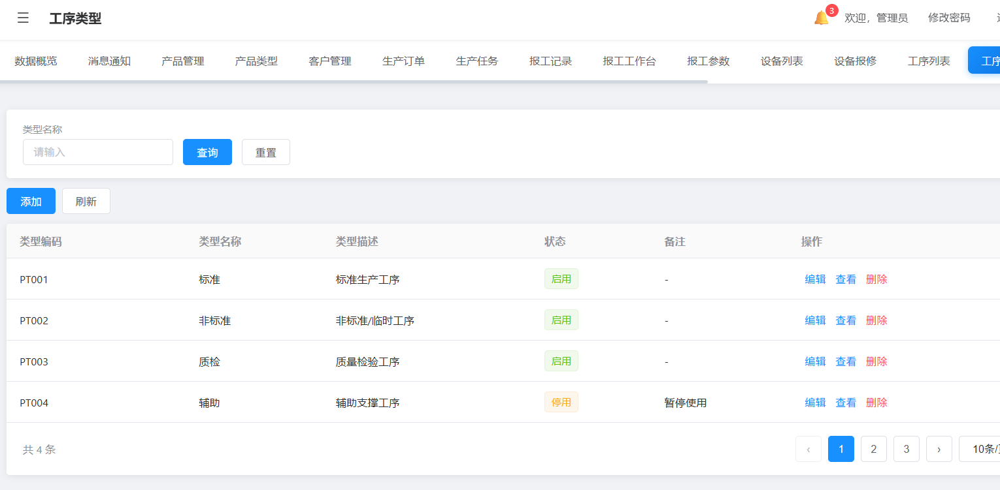 ☰ 工序类型 3 欢迎，管理员 修改密码
数据概览 消息通知 产品管理 产品类型 客户管理 生产订单 生产任务 报工记录 报工工作台 报工参数 设备列表 设备报修 工序列表 工序
类型名称
请输入 查询 重置
添加 刷新
类型编码 类型名称 类型描述 状态 备注 操作
PT001 标准 标准生产工序 启用 - 编辑 查看 删除
PT002 非标准 非标准/临时工序 启用 - 编辑 查看 删除
PT003 质检 质量检验工序 启用 - 编辑 查看 删除
PT004 辅助 辅助支撑工序 停用 暂停使用 编辑 查看 删除
共 4 条 ‹ 1 2 3 › 10条/